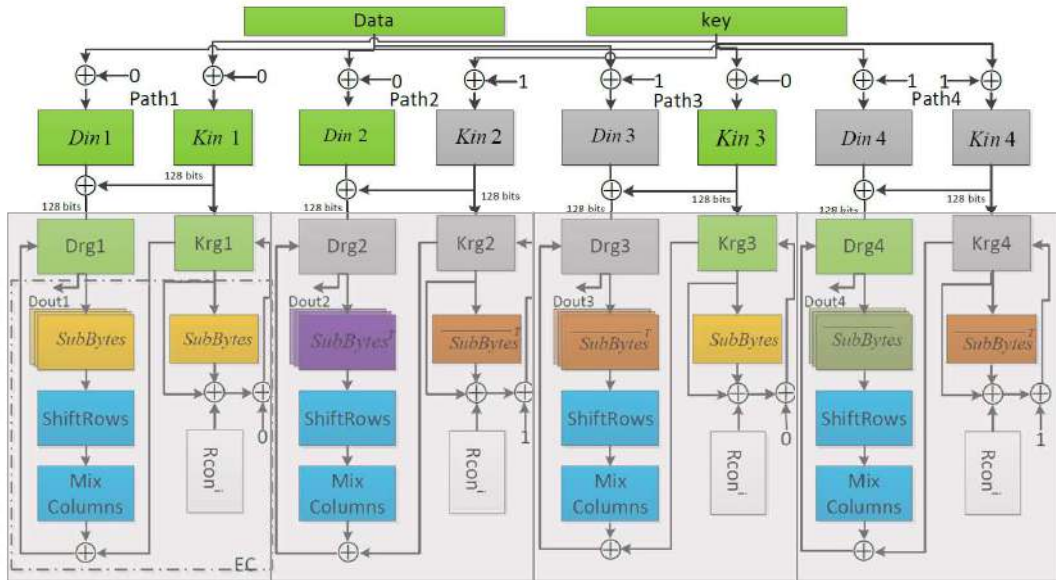 Data key
0 0 0 1 1 0 1 1
Path1 Path2 Path3 Path4
Din 1 Kin 1 Din 2 Kin 2 Din 3 Kin 3 Din 4 Kin 4
128 bits 128 bits 128 bits 128 bits
128 bits 128 bits 128 bits 128 bits
Drg1 Krg1 Drg2 Krg2 Drg3 Krg3 Drg4 Krg4
Dout1 Dout2 Dout3 Dout4
SubBytes SubBytes SubBytes SubBytes SubBytes SubBytes SubBytes SubBytes
ShiftRows ShiftRows ShiftRows ShiftRows
0 1 0 1
Rcon i Rcon i Rcon i Rcon i
Mix Columns Mix Columns Mix Columns Mix Columns
EC